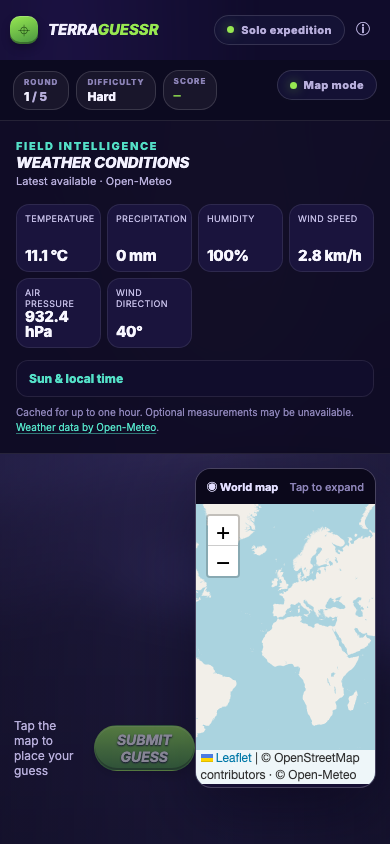 TERRAGUESSR
Solo expedition
ROUND
1 / 5
DIFFICULTY
Hard
SCORE
–
Map mode
FIELD INTELLIGENCE
WEATHER CONDITIONS
Latest available · Open-Meteo
TEMPERATURE
11.1 °C
PRECIPITATION
0 mm
HUMIDITY
100%
WIND SPEED
2.8 km/h
AIR
PRESSURE
932.4
hPa
WIND
DIRECTION
40°
Sun & local time
Cached for up to one hour. Optional measurements may be unavailable.
Weather data by Open-Meteo.
World map
Tap to expand
+
−
Tap the
map to
place your
guess
SUBMIT
GUESS
Leaflet | © OpenStreetMap
contributors · © Open-Meteo